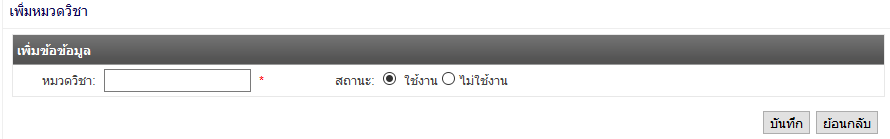 เพิ่มหมวดวิชา
เพิ่มข้อข้อมูล
หมวดวิชา: * สถานะ: ใช้งาน ไม่ใช้งาน
บันทึก ย้อนกลับ